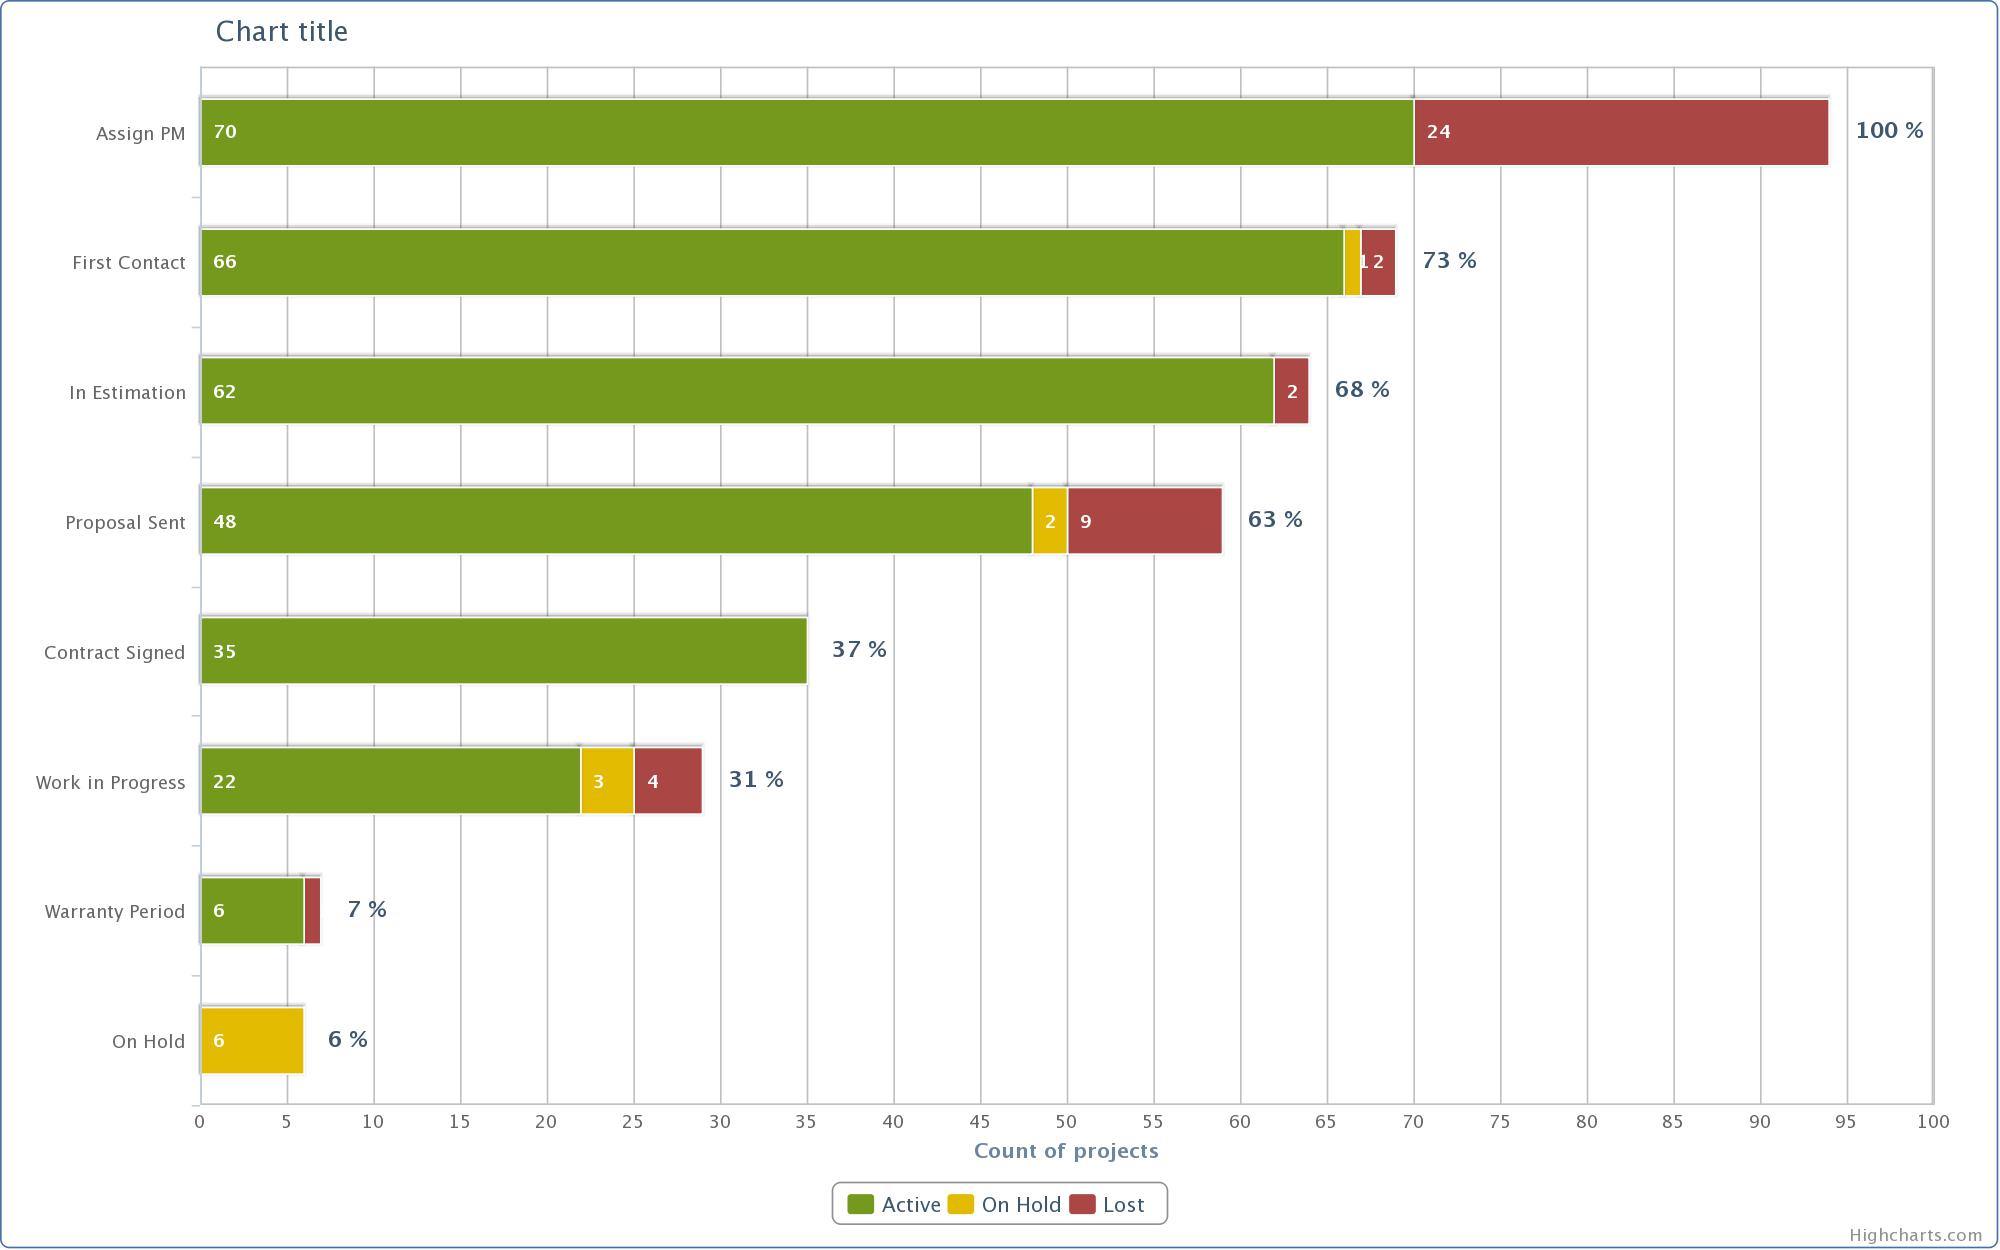 Chart title
Assign PM 70 24 100 %
First Contact 66 1 2 73 %
In Estimation 62 2 68 %
Proposal Sent 48 2 9 63 %
Contract Signed 35 37 %
Work in Progress 22 3 4 31 %
Warranty Period 6 7 %
On Hold 6 6 %
0 5 10 15 20 25 30 35 40 45 50 55 60 65 70 75 80 85 90 95 100
Count of projects
Active On Hold Lost
Highcharts.com